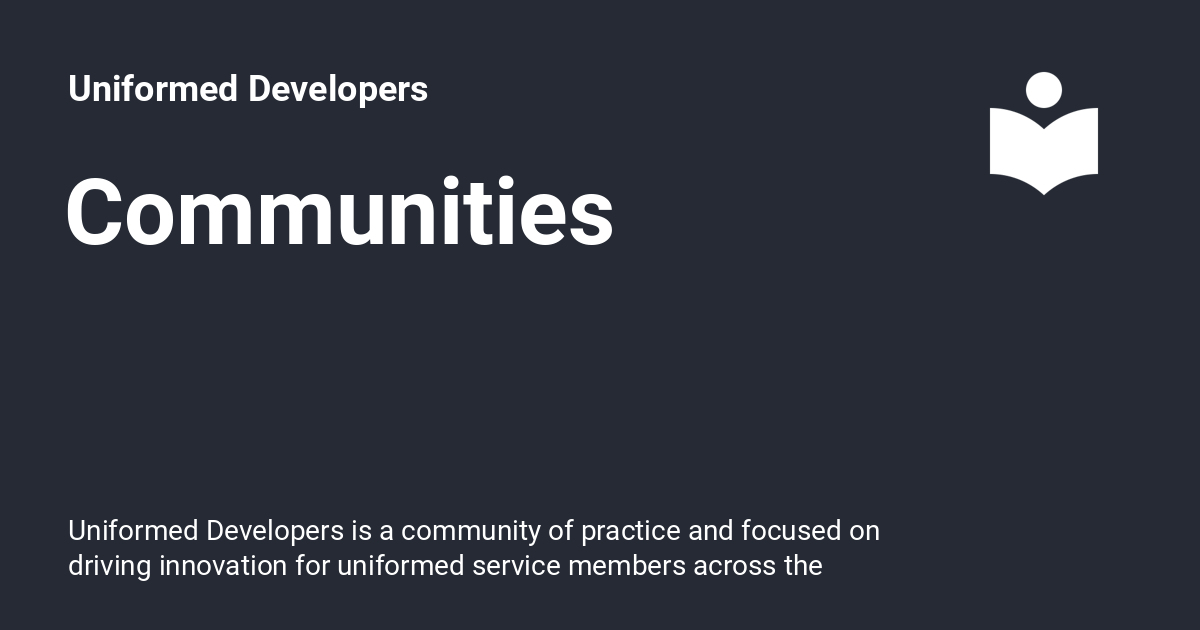 Uniformed Developers
Communities
Uniformed Developers is a community of practice and focused on
driving innovation for uniformed service members across the